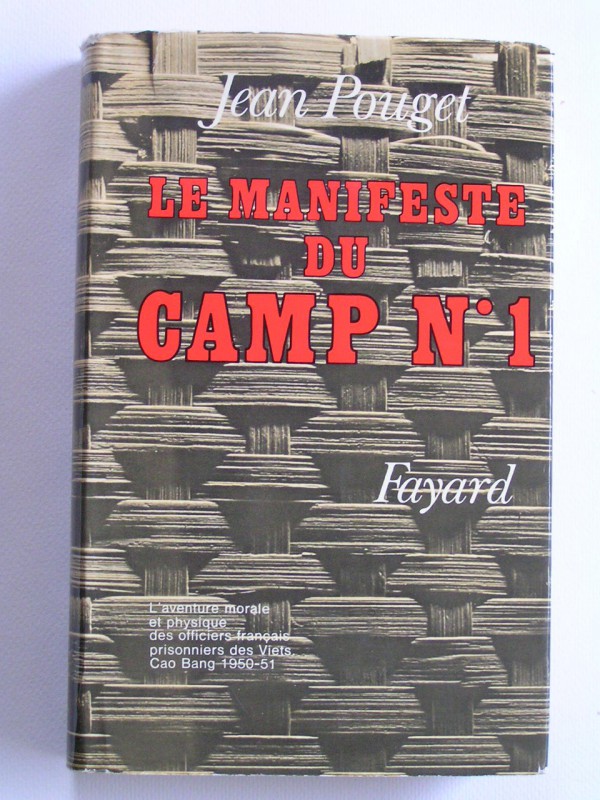 Jean Pouget
LE MANIFESTE
DU
CAMP N°1
Fayard
L'aventure morale
et physique
des officiers français
prisonniers des Viets.
Cao Bang 1950-51